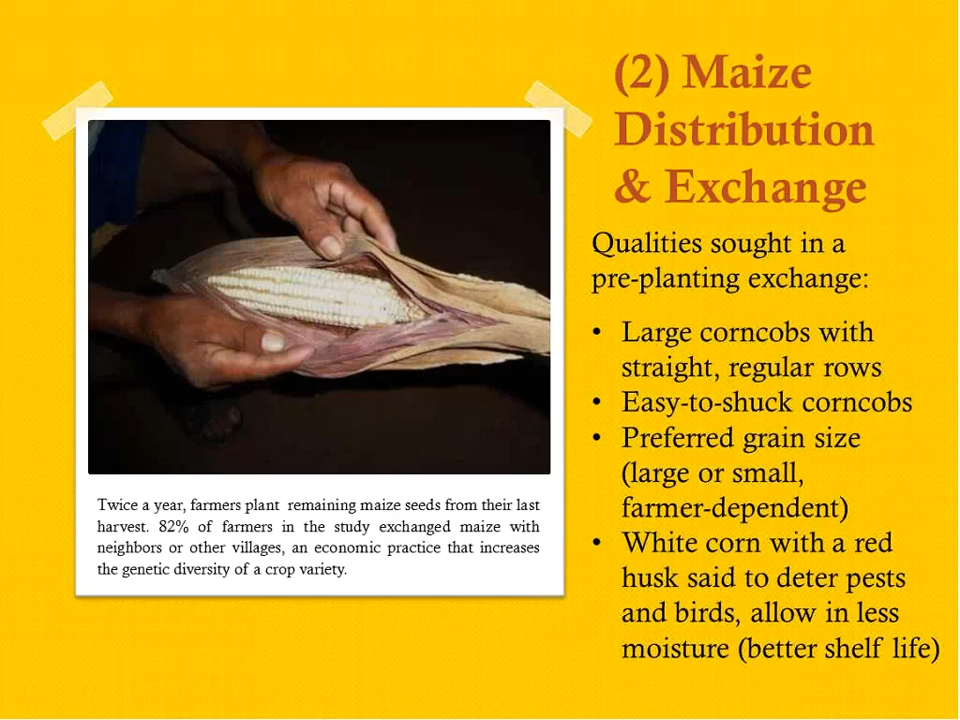 (2) Maize
Distribution
& Exchange
Qualities sought in a
pre-planting exchange:
• Large corncobs with
straight, regular rows
• Easy-to-shuck corncobs
• Preferred grain size
(large or small,
farmer-dependent)
• White corn with a red
husk said to deter pests
and birds, allow in less
moisture (better shelf life)
Twice a year, farmers plant remaining maize seeds from their last
harvest. 82% of farmers in the study exchanged maize with
neighbors or other villages, an economic practice that increases
the genetic diversity of a crop variety.